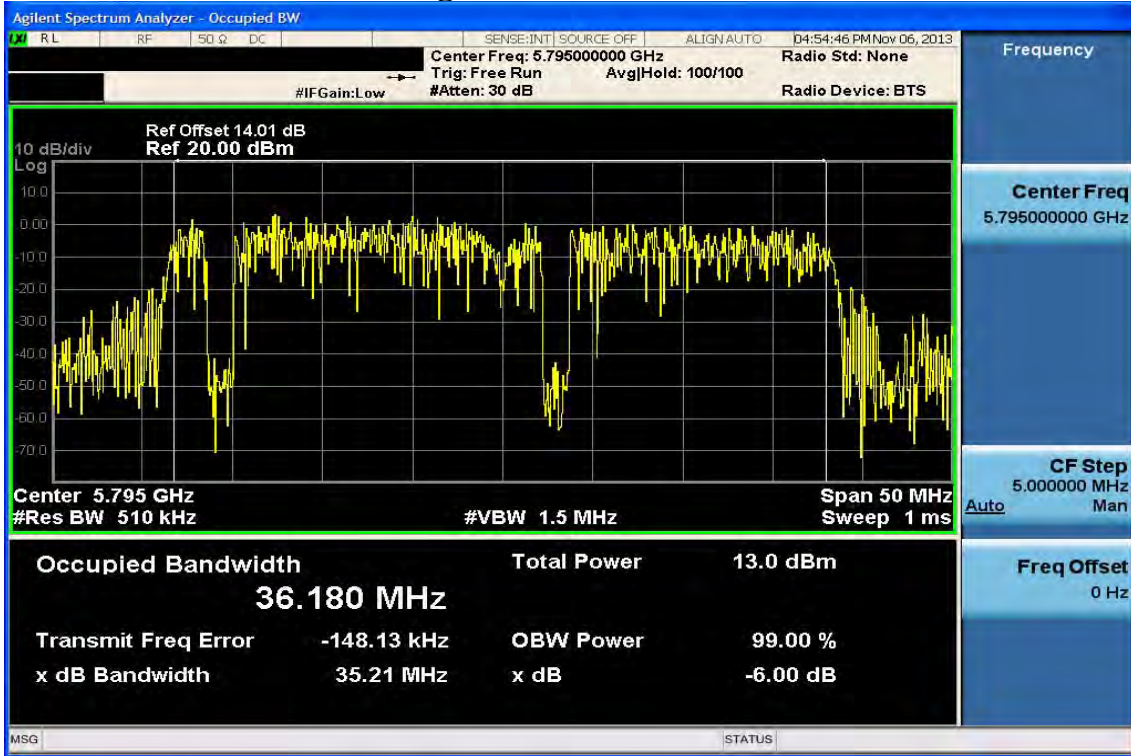 Agilent Spectrum Analyzer - Occupied BW
LXI RL RF 50 Ω DC SENSE:INT SOURCE OFF ALIGN AUTO 04:54:46 PM Nov 06, 2013
Center Freq: 5.795000000 GHz Radio Std: None
Trig: Free Run Avg|Hold: 100/100
#IFGain:Low #Atten: 30 dB Radio Device: BTS
Frequency
Ref Offset 14.01 dB
10 dB/div Ref 20.00 dBm
Log
10.0
0.00
-10.0
-20.0
-30.0
-40.0
-50.0
-60.0
-70.0
Center 5.795 GHz Span 50 MHz
#Res BW 510 kHz #VBW 1.5 MHz Sweep 1 ms
Occupied Bandwidth Total Power 13.0 dBm
36.180 MHz
Transmit Freq Error -148.13 kHz OBW Power 99.00 %
x dB Bandwidth 35.21 MHz x dB -6.00 dB
Center Freq
5.795000000 GHz
CF Step
5.000000 MHz
Auto Man
Freq Offset
0 Hz
MSG STATUS